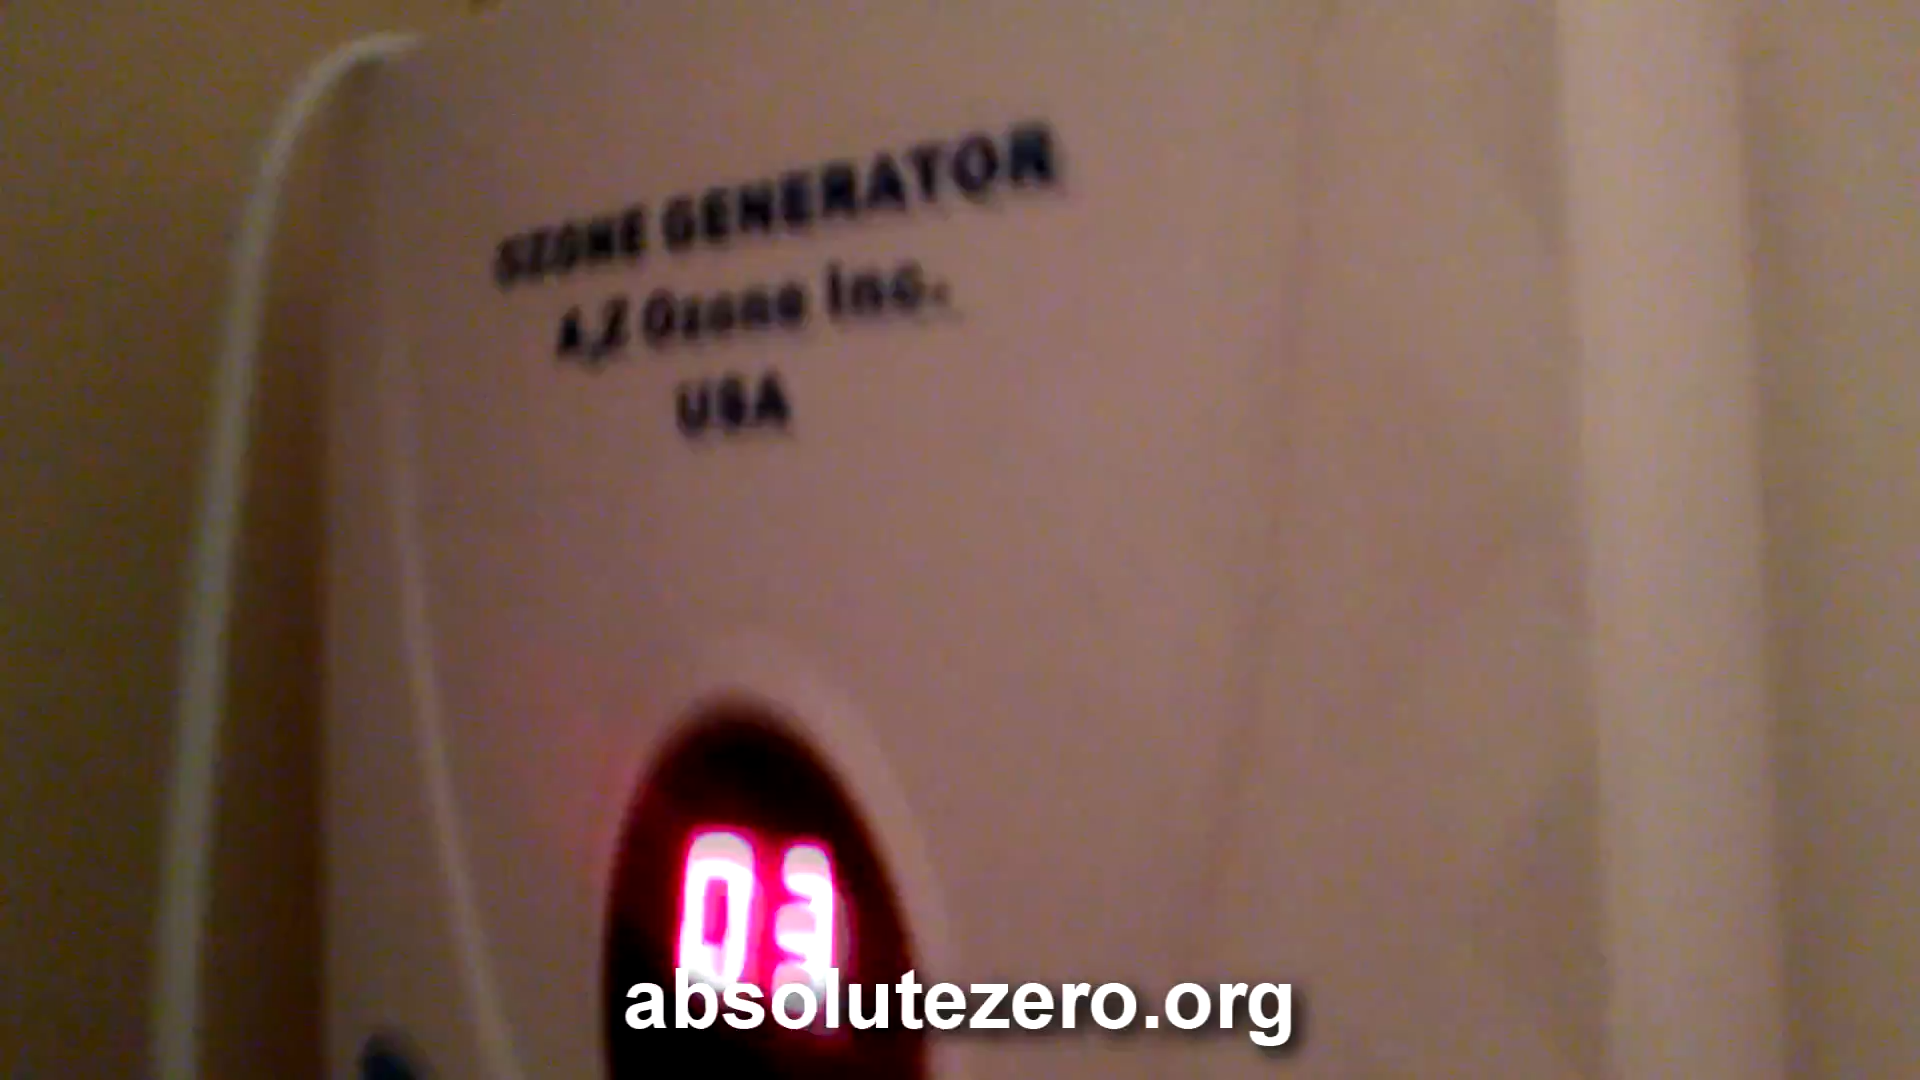 OZONE GENERATOR
A,Z Ozone Inc.
USA
03
absolutezero.org